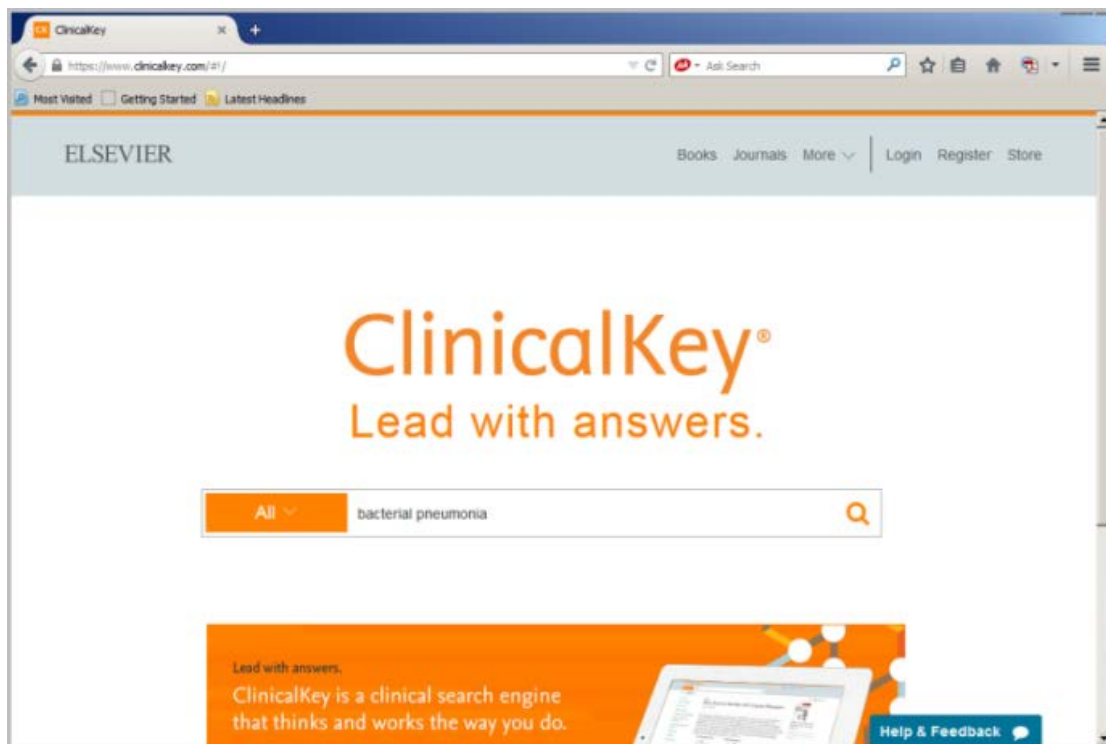 CK ClinicalKey × +
https://www.clinicalkey.com/#!/ Ask Search
Most Visited Getting Started Latest Headlines
ELSEVIER Books Journals More Login Register Store
ClinicalKey®
Lead with answers.
All bacterial pneumonia
Lead with answers.
ClinicalKey is a clinical search engine
that thinks and works the way you do.
Help & Feedback